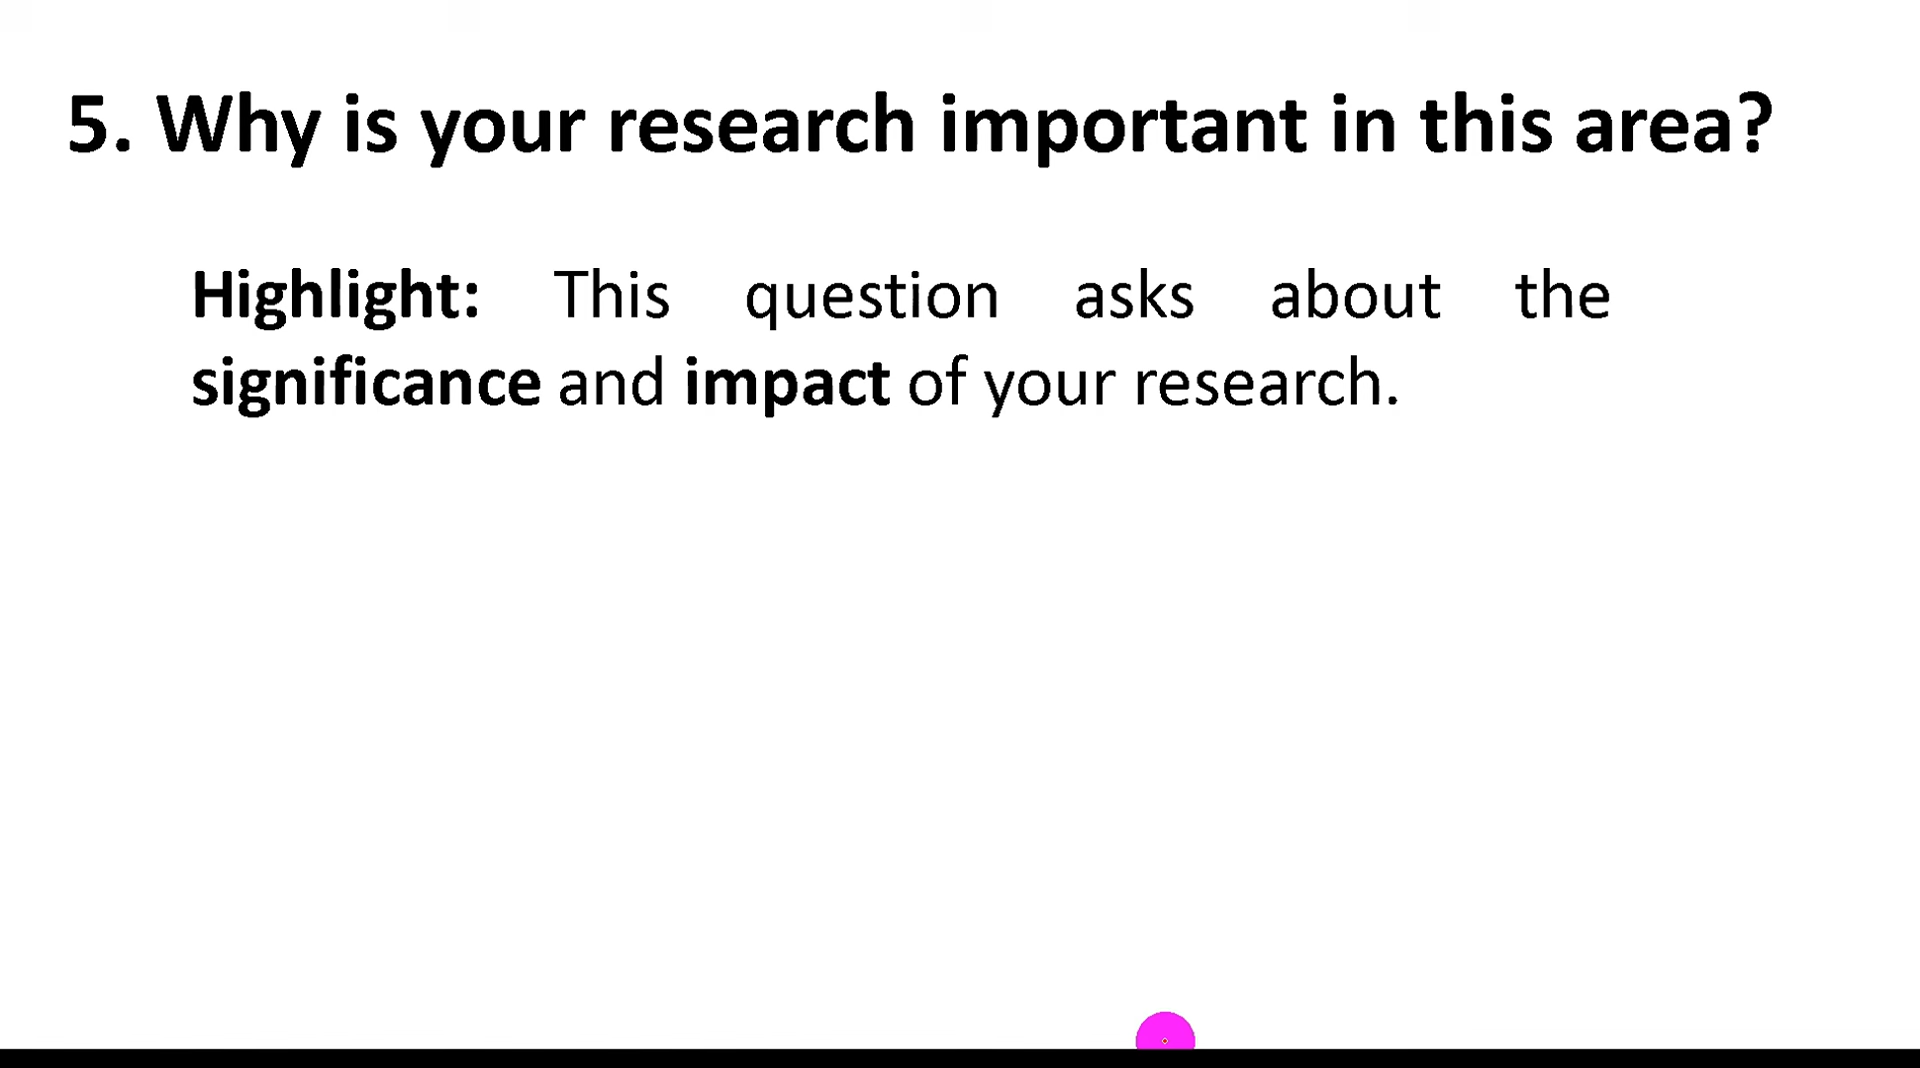 5. Why is your research important in this area?
Highlight: This question asks about the
significance and impact of your research.